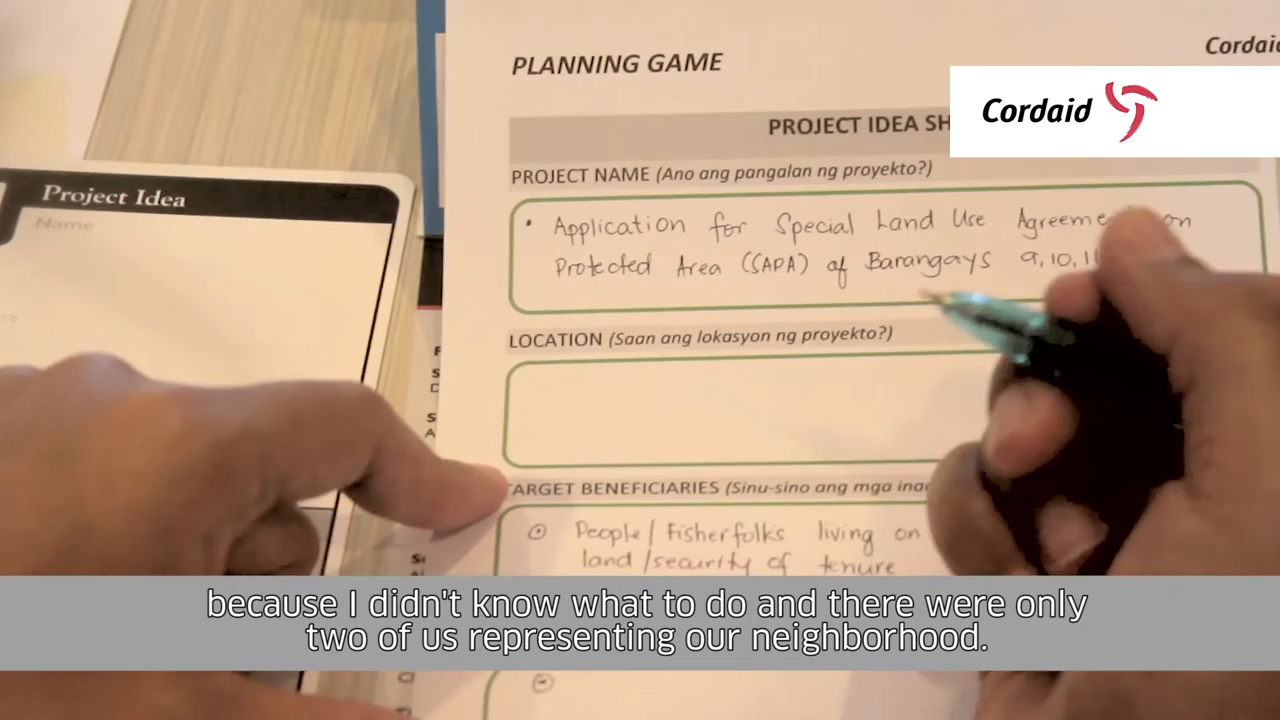 PLANNING GAME
Cordaid
Cordaid
PROJECT IDEA
PROJECT NAME (Ano ang pangalan ng proyekto?)
• Application for Special Land Use on
Protected Area (SAPA) of Barangays 9, 10, 11
LOCATION (Saan ang lokasyon ng proyekto?)
TARGET BENEFICIARIES (Sinu-sino ang mga
People / Fisherfolks living on
land / security of tenure
Project Idea
Name
because I didn't know what to do and there were only
two of us representing our neighborhood.